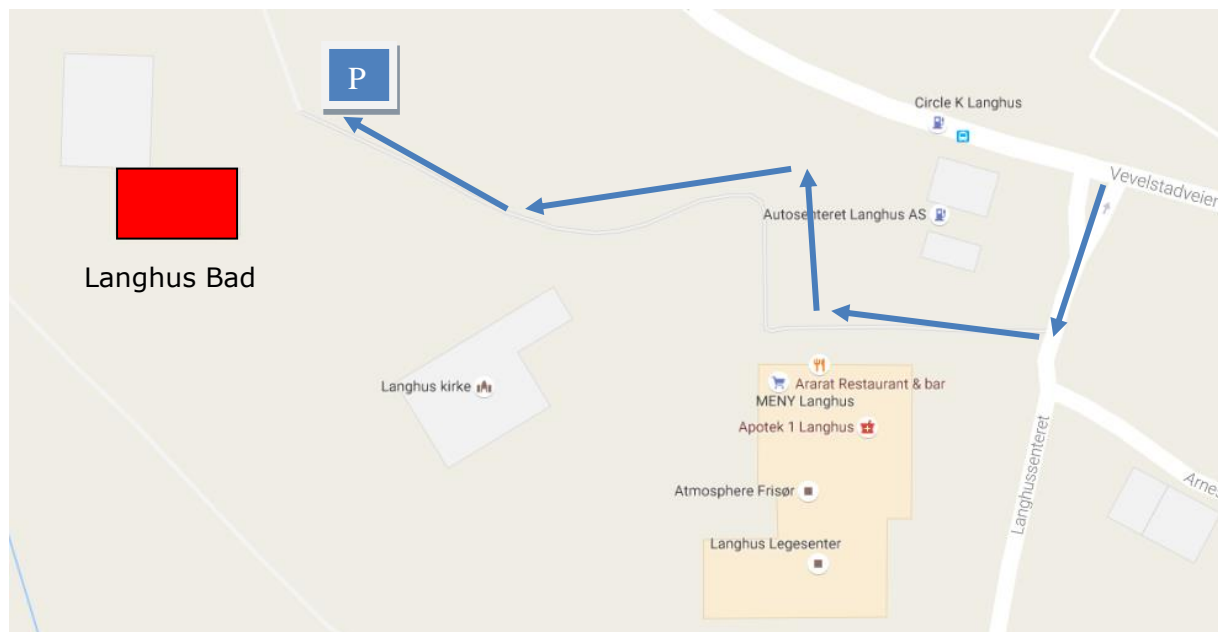 P
Circle K Langhus
Vevelstadveien
Autosenteret Langhus AS
Langhus Bad
Langhus kirke
Ararat Restaurant & bar
MENY Langhus
Apotek 1 Langhus
Langhussenteret
Arnes
Atmosphere Frisør
Langhus Legesenter